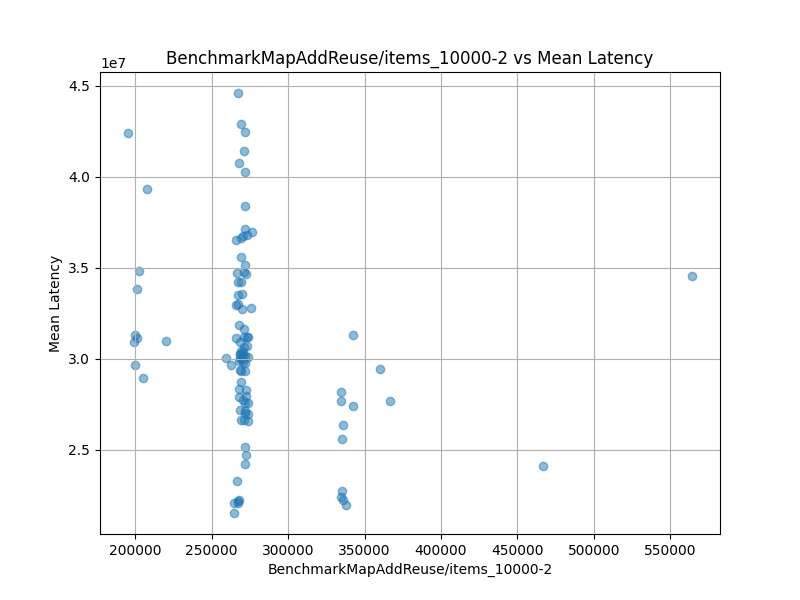 BenchmarkMapAddReuse/items_10000-2 vs Mean Latency
1e7
4.5
4.0
3.5
3.0
2.5
Mean Latency
200000 250000 300000 350000 400000 450000 500000 550000
BenchmarkMapAddReuse/items_10000-2